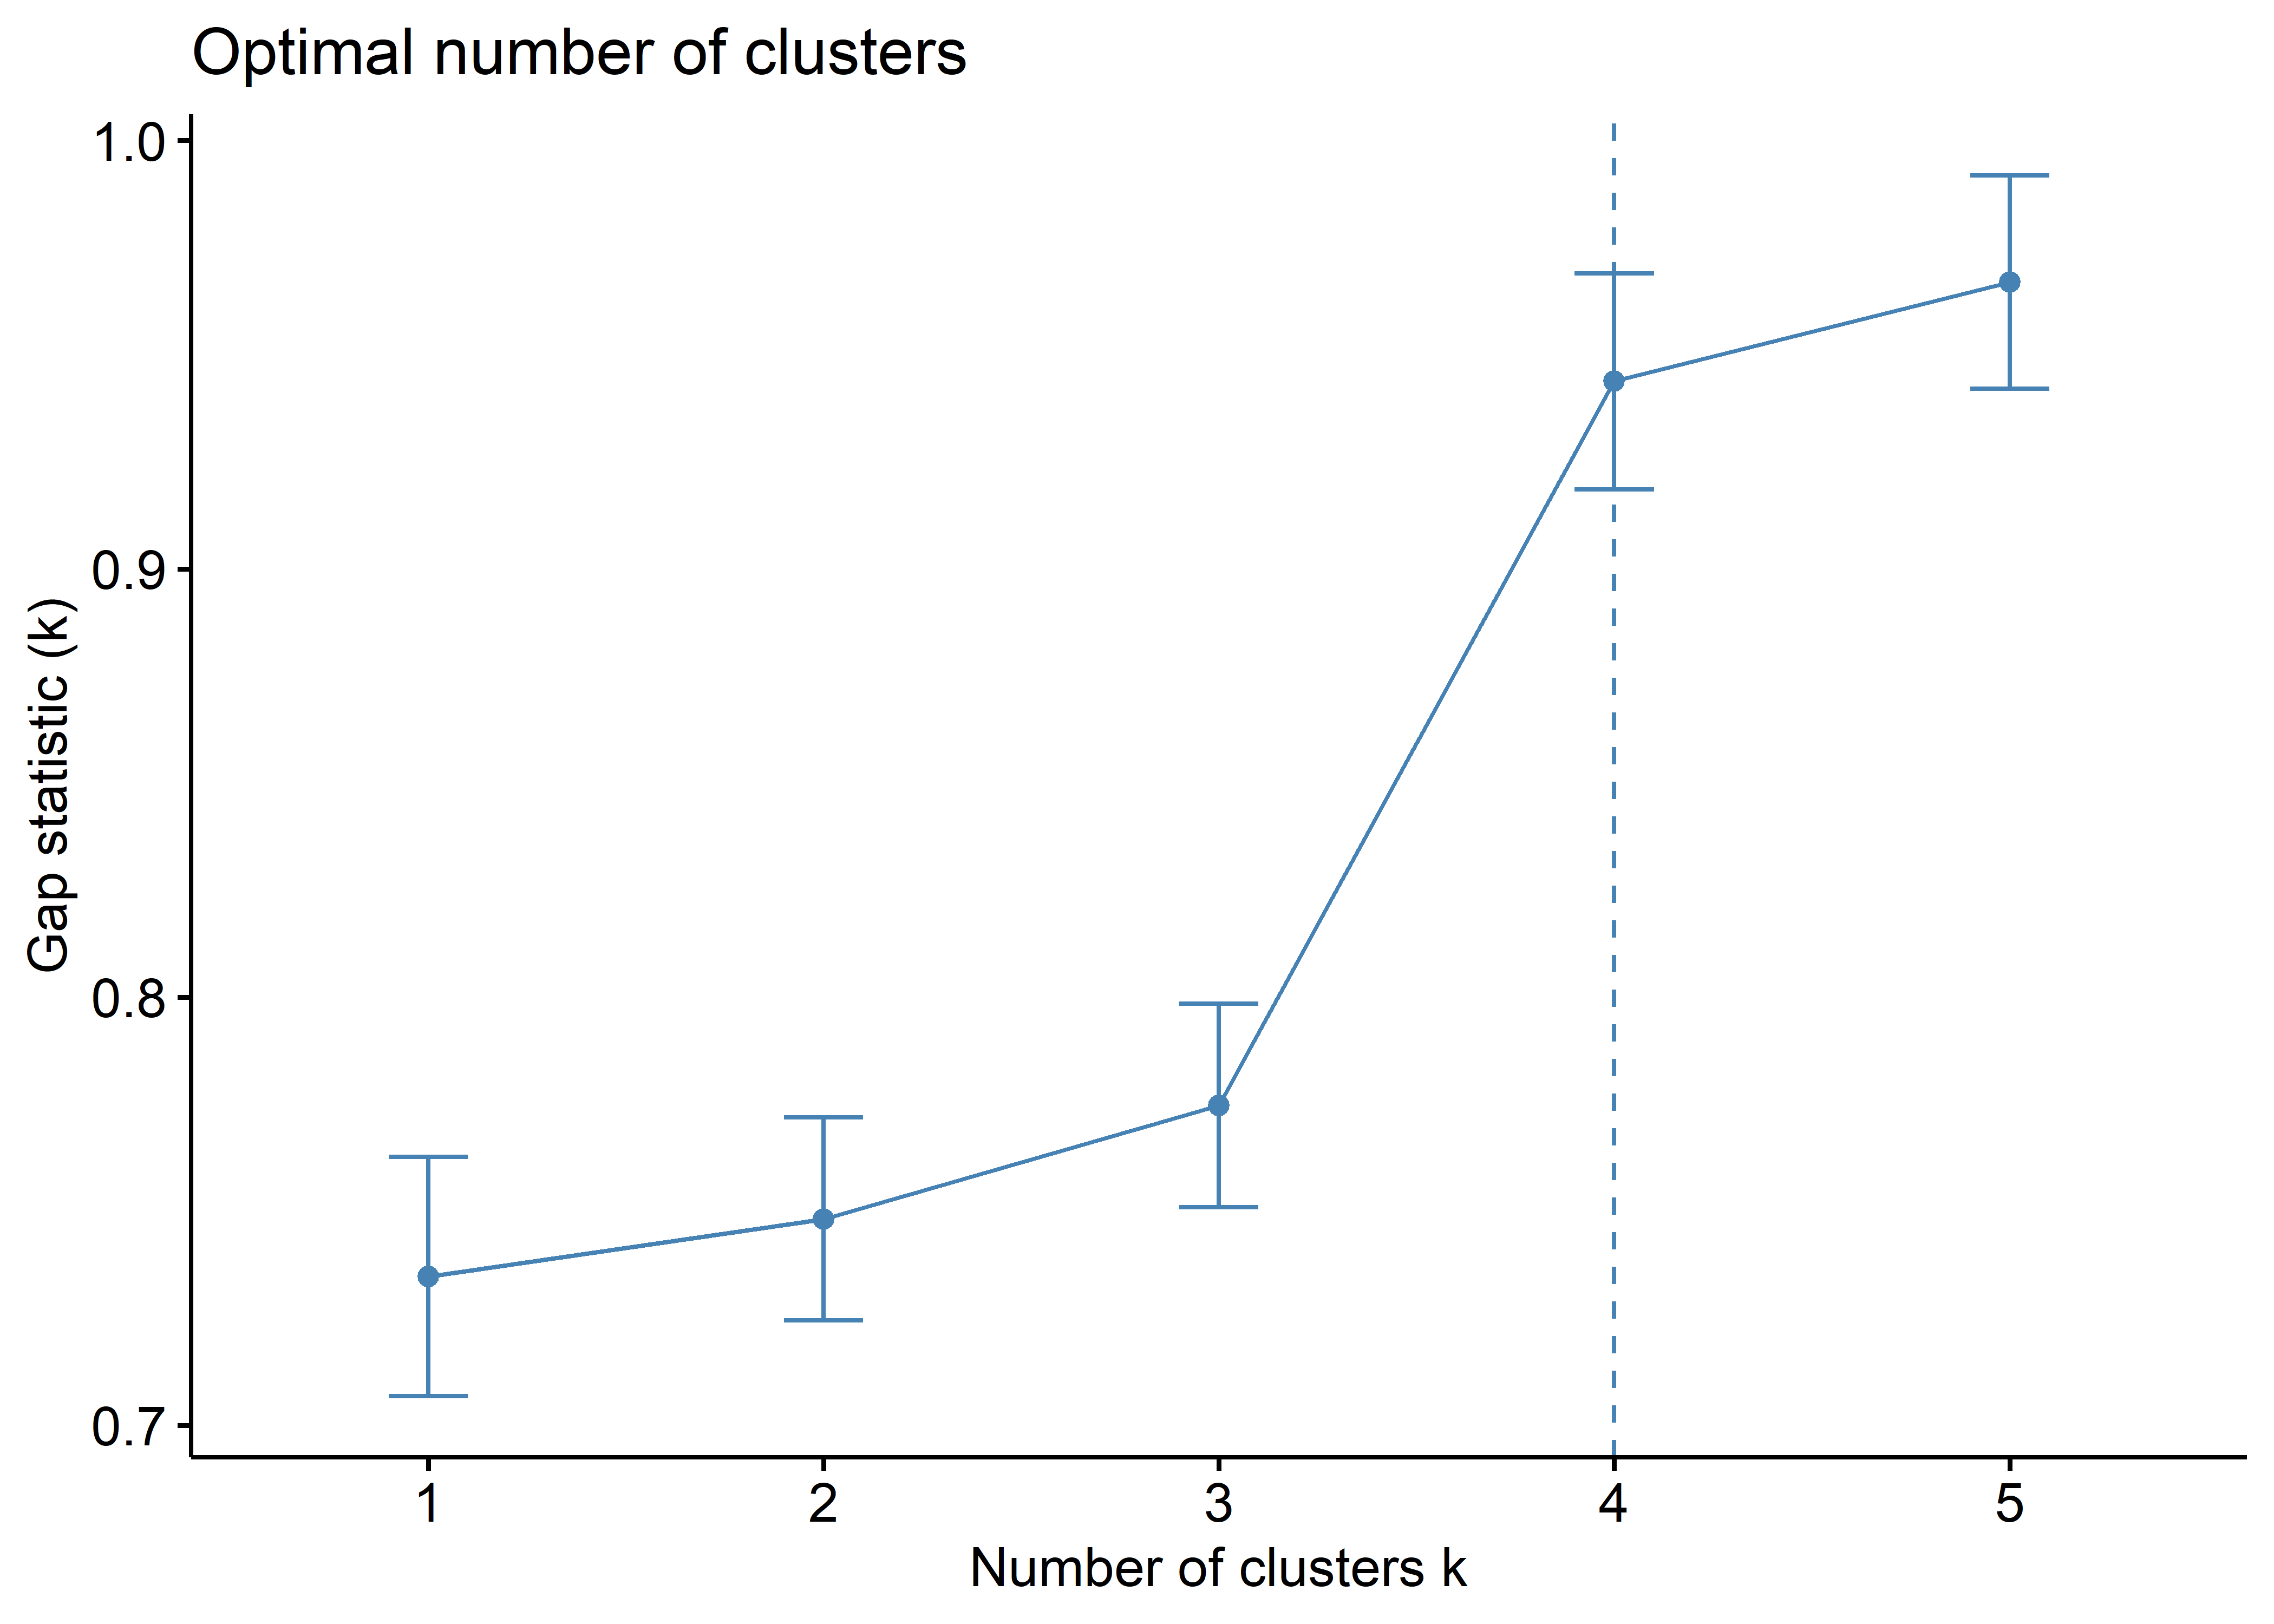 Optimal number of clusters
1.0
0.9
0.8
0.7
Gap statistic (k)
1 2 3 4 5
Number of clusters k